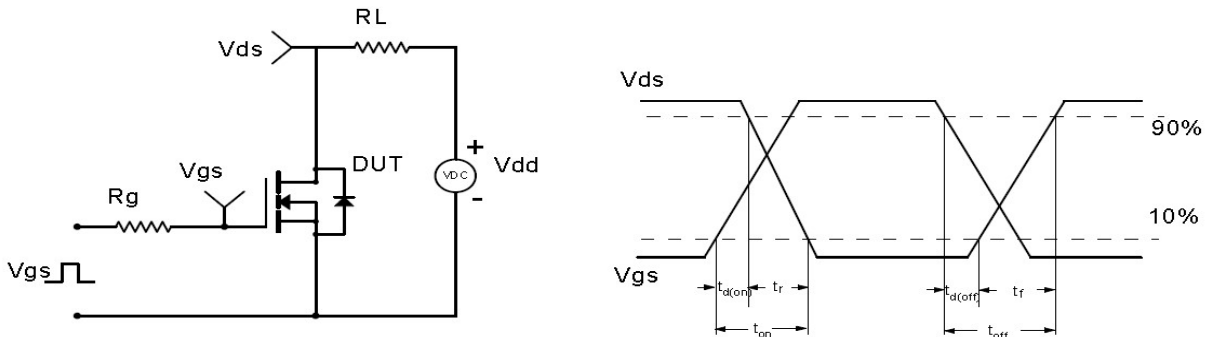 RL
Vds
Vgs
DUT
VDC
+
-
Vdd
Rg
Vgs
Vds
90%
10%
Vgs
td(on)
tr
td(off)
tf
ton
toff